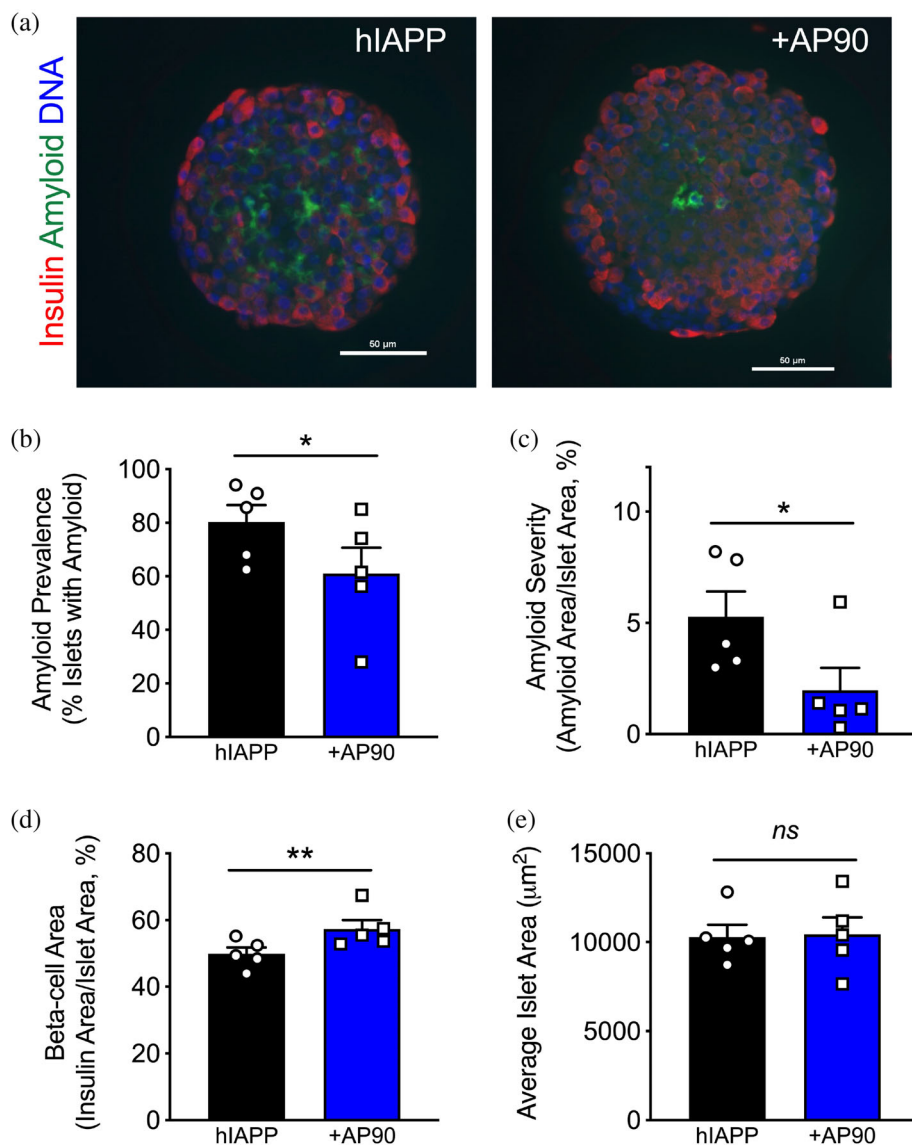 (a)
hIAPP
+AP90
Insulin Amyloid DNA
50 µm
50 µm
(b)
Amyloid Prevalence
(% Islets with Amyloid)
100
80
60
40
20
0
*
hIAPP
+AP90
(c)
Amyloid Severity
(Amyloid Area/Islet Area, %)
10
5
0
*
hIAPP
+AP90
(d)
Beta-cell Area
(Insulin Area/Islet Area, %)
80
60
40
20
0
**
hIAPP
+AP90
(e)
Average Islet Area (µm²)
15000
10000
5000
0
ns
hIAPP
+AP90